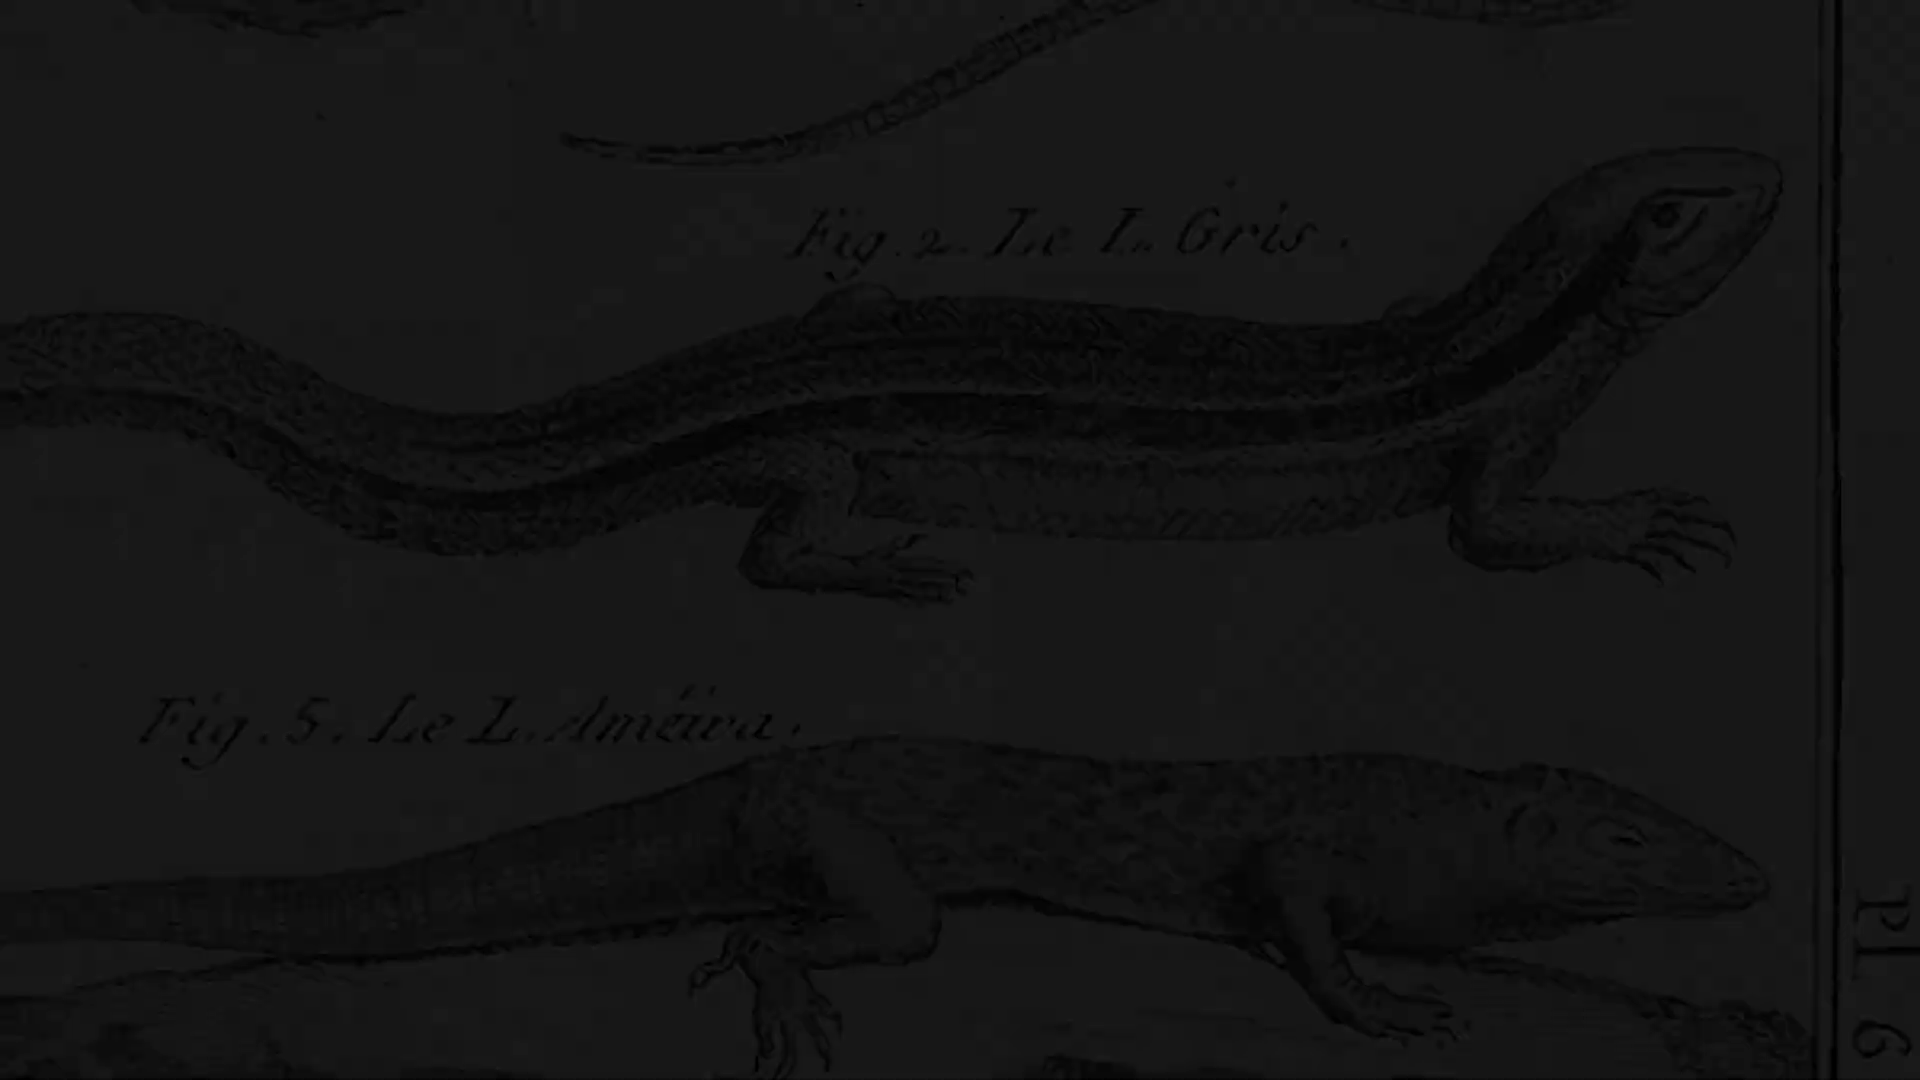 Fig. 2. Le L. Gris.
Fig. 5. Le L. Améiva.
Pl 6